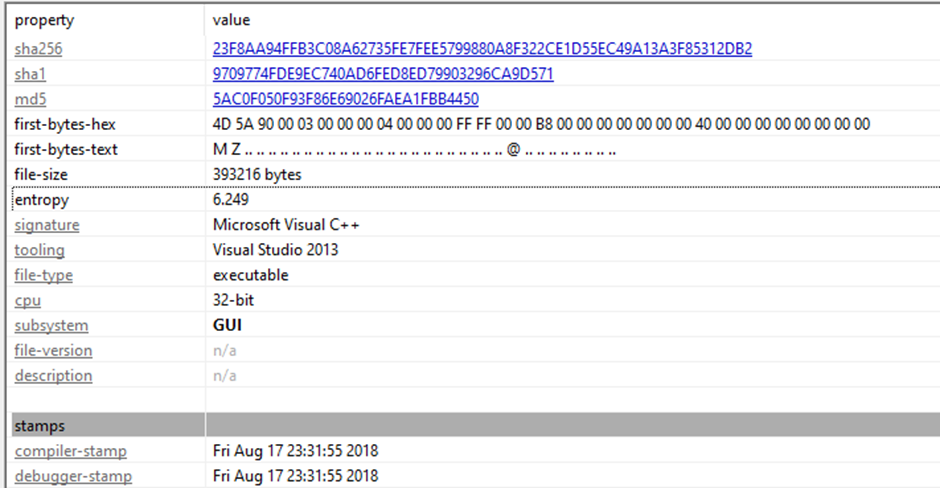 property value
sha256 23F8AA94FFB3C08A62735FE7FEE5799880A8F322CE1D55EC49A13A3F85312DB2
sha1 9709774FDE9EC740AD6FED8ED79903296CA9D571
md5 5AC0F050F93F86E69026FAEA1FBB4450
first-bytes-hex 4D 5A 90 00 03 00 00 00 04 00 00 00 FF FF 00 00 B8 00 00 00 00 00 00 00 40 00 00 00 00 00 00 00
first-bytes-text M Z .. .. .. .. .. .. .. .. .. .. .. .. .. .. .. .. .. .. .. .. .. .. @ .. .. .. .. .. .. ..
file-size 393216 bytes
entropy 6.249
signature Microsoft Visual C++
tooling Visual Studio 2013
file-type executable
cpu 32-bit
subsystem GUI
file-version n/a
description n/a
stamps
compiler-stamp Fri Aug 17 23:31:55 2018
debugger-stamp Fri Aug 17 23:31:55 2018